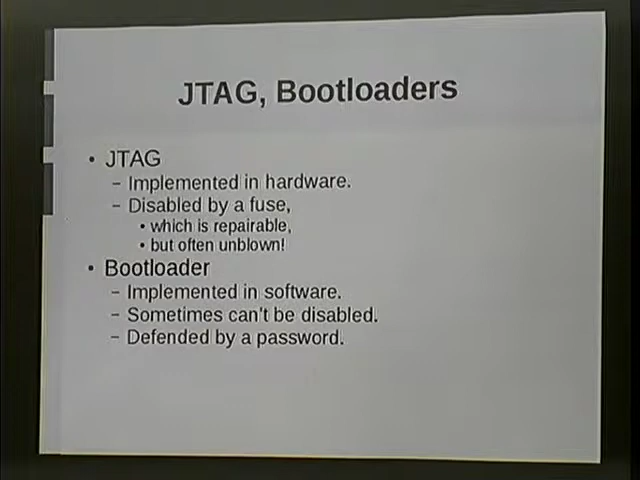 JTAG, Bootloaders
• JTAG
– Implemented in hardware.
– Disabled by a fuse,
• which is repairable,
• but often unblown!
• Bootloader
– Implemented in software.
– Sometimes can't be disabled.
– Defended by a password.